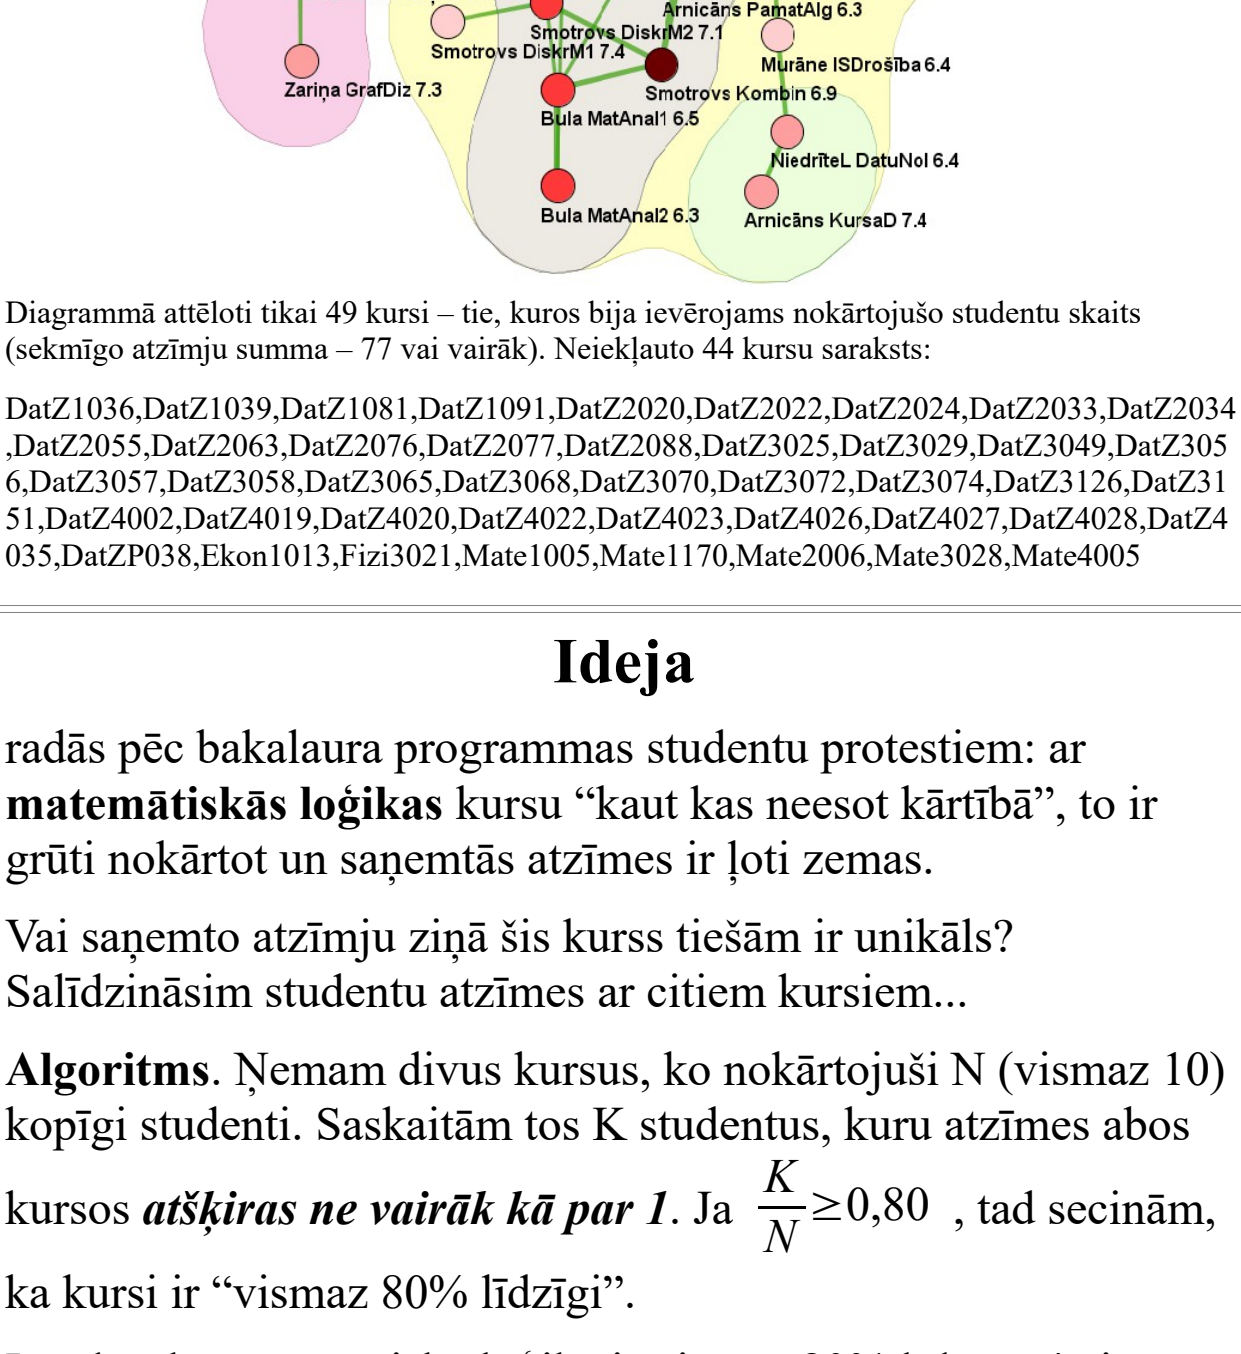 Arnicāns PamatAlg 6.3
Smotrovs DiskrM2 7.1
Smotrovs DiskrM1 7.4
Murāne ISDrošība 6.4
Zariņa GrafDiz 7.3
Smotrovs Kombin 6.9
Bula MatAnal1 6.5
NiedrīteL DatuNol 6.4
Bula MatAnal2 6.3
Arnicāns KursaD 7.4
Diagrammā attēloti tikai 49 kursi – tie, kuros bija ievērojams nokārtojušo studentu skaits
(sekmīgo atzīmju summa – 77 vai vairāk). Neiekļauto 44 kursu saraksts:
DatZ1036,DatZ1039,DatZ1081,DatZ1091,DatZ2020,DatZ2022,DatZ2024,DatZ2033,DatZ2034
,DatZ2055,DatZ2063,DatZ2076,DatZ2077,DatZ2088,DatZ3025,DatZ3029,DatZ3049,DatZ305
6,DatZ3057,DatZ3058,DatZ3065,DatZ3068,DatZ3070,DatZ3072,DatZ3074,DatZ3126,DatZ31
51,DatZ4002,DatZ4019,DatZ4020,DatZ4022,DatZ4023,DatZ4026,DatZ4027,DatZ4028,DatZ4
035,DatZP038,Ekon1013,Fizi3021,Mate1005,Mate1170,Mate2006,Mate3028,Mate4005
Ideja
radās pēc bakalaura programmas studentu protestiem: ar
matemātiskās loģikas kursu “kaut kas neesot kārtībā”, to ir
grūti nokārtot un saņemtās atzīmes ir ļoti zemas.
Vai saņemto atzīmju ziņā šis kurss tiešām ir unikāls?
Salīdzināsim studentu atzīmes ar citiem kursiem...
Algoritms. Ņemam divus kursus, ko nokārtojuši N (vismaz 10)
kopīgi studenti. Saskaitām tos K studentus, kuru atzīmes abos
kursos atšķiras ne vairāk kā par 1. Ja K/N ≥0,80 , tad secinām,
ka kursi ir “vismaz 80% līdzīgi”.